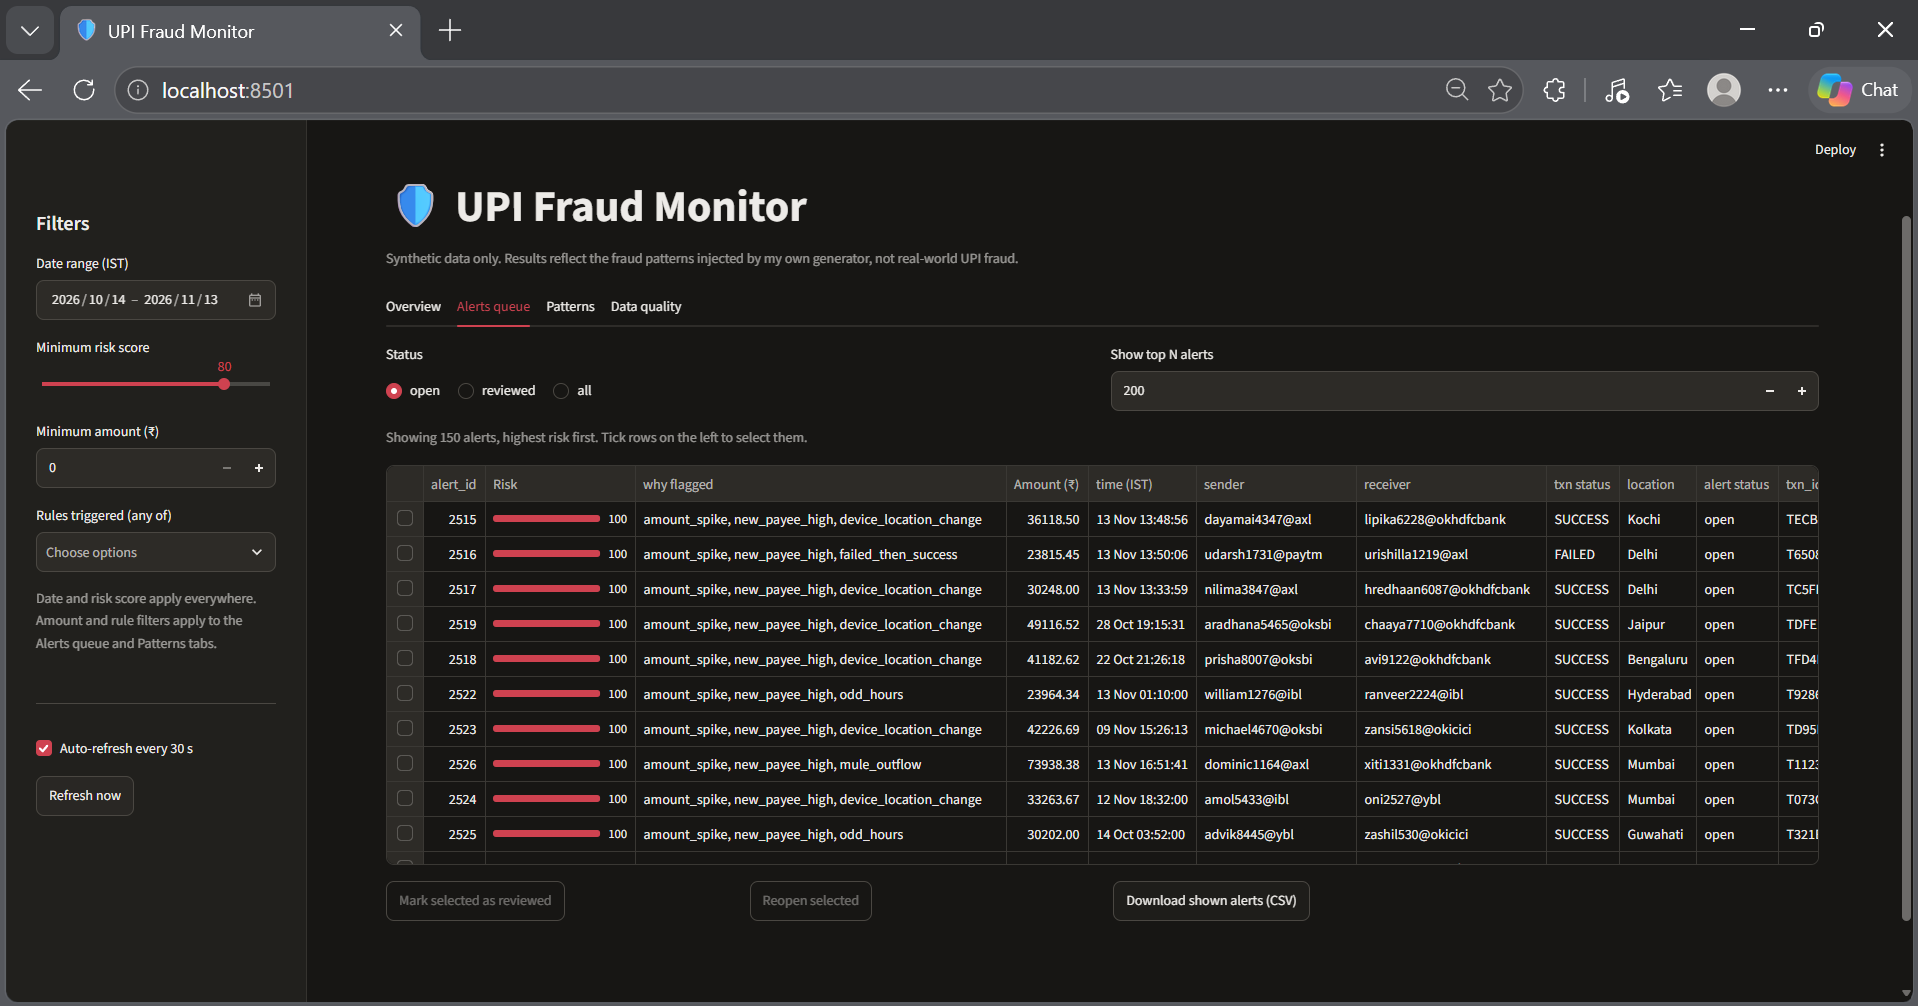 UPI Fraud Monitor
localhost:8501
Chat
Deploy
Filters
Date range (IST)
2026/10/14 – 2026/11/13
Minimum risk score
80
Minimum amount (₹)
0
Rules triggered (any of)
Choose options
Date and risk score apply everywhere.
Amount and rule filters apply to the
Alerts queue and Patterns tabs.
Auto-refresh every 30 s
Refresh now
UPI Fraud Monitor
Synthetic data only. Results reflect the fraud patterns injected by my own generator, not real-world UPI fraud.
Overview Alerts queue Patterns Data quality
Status
open reviewed all
Show top N alerts
200
Showing 150 alerts, highest risk first. Tick rows on the left to select them.
alert_id Risk why flagged Amount (₹) time (IST) sender receiver txn status location alert status
2515 100 amount_spike, new_payee_high, device_location_change 36118.50 13 Nov 13:48:56 dayamai4347@axl lipika6228@okhdfcbank SUCCESS Kochi open
2516 100 amount_spike, new_payee_high, failed_then_success 23815.45 13 Nov 13:50:06 udarsh1731@paytm urishilla1219@axl FAILED Delhi open
2517 100 amount_spike, new_payee_high, device_location_change 30248.00 13 Nov 13:33:59 nilima3847@axl hredhaan6087@okhdfcbank SUCCESS Delhi open
2519 100 amount_spike, new_payee_high, device_location_change 49116.52 28 Oct 19:15:31 aradhana5465@oksbi chaaya7710@okhdfcbank SUCCESS Jaipur open
2518 100 amount_spike, new_payee_high, device_location_change 41182.62 22 Oct 21:26:18 prisha8007@oksbi avi9122@okhdfcbank SUCCESS Bengaluru open
2522 100 amount_spike, new_payee_high, odd_hours 23964.34 13 Nov 01:10:00 william1276@ibl ranveer2224@ibl SUCCESS Hyderabad open
2523 100 amount_spike, new_payee_high, device_location_change 42226.69 09 Nov 15:26:13 michael4670@oksbi zansi5618@okicici SUCCESS Kolkata open
2526 100 amount_spike, new_payee_high, mule_outflow 73938.38 13 Nov 16:51:41 dominic1164@axl xiti1331@okhdfcbank SUCCESS Mumbai open
2524 100 amount_spike, new_payee_high, device_location_change 33263.67 12 Nov 18:32:00 amol5433@ibl oni2527@ybl SUCCESS Mumbai open
2525 100 amount_spike, new_payee_high, odd_hours 30202.00 14 Oct 03:52:00 advik8445@ybl zashil530@okicici SUCCESS Guwahati open
Mark selected as reviewed Reopen selected Download shown alerts (CSV)